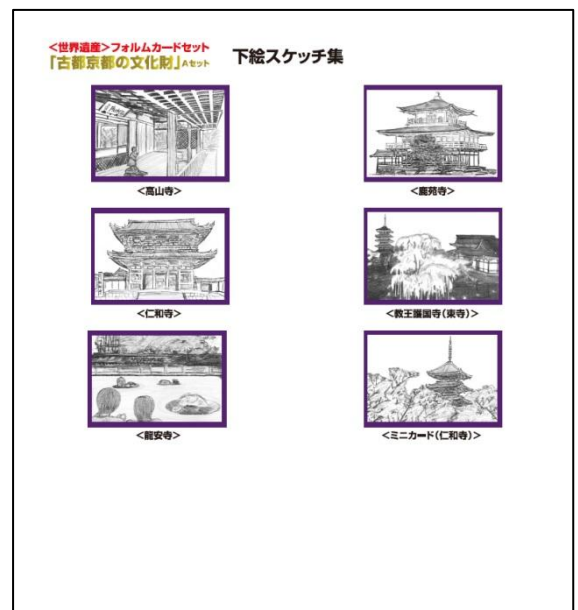 <世界遺産>フォルムカードセット
「古都京都の文化財」Aセット
下絵スケッチ集
<高山寺>
<鹿苑寺>
<仁和寺>
<教王護国寺(東寺)>
<龍安寺>
<ミニカード(仁和寺)>